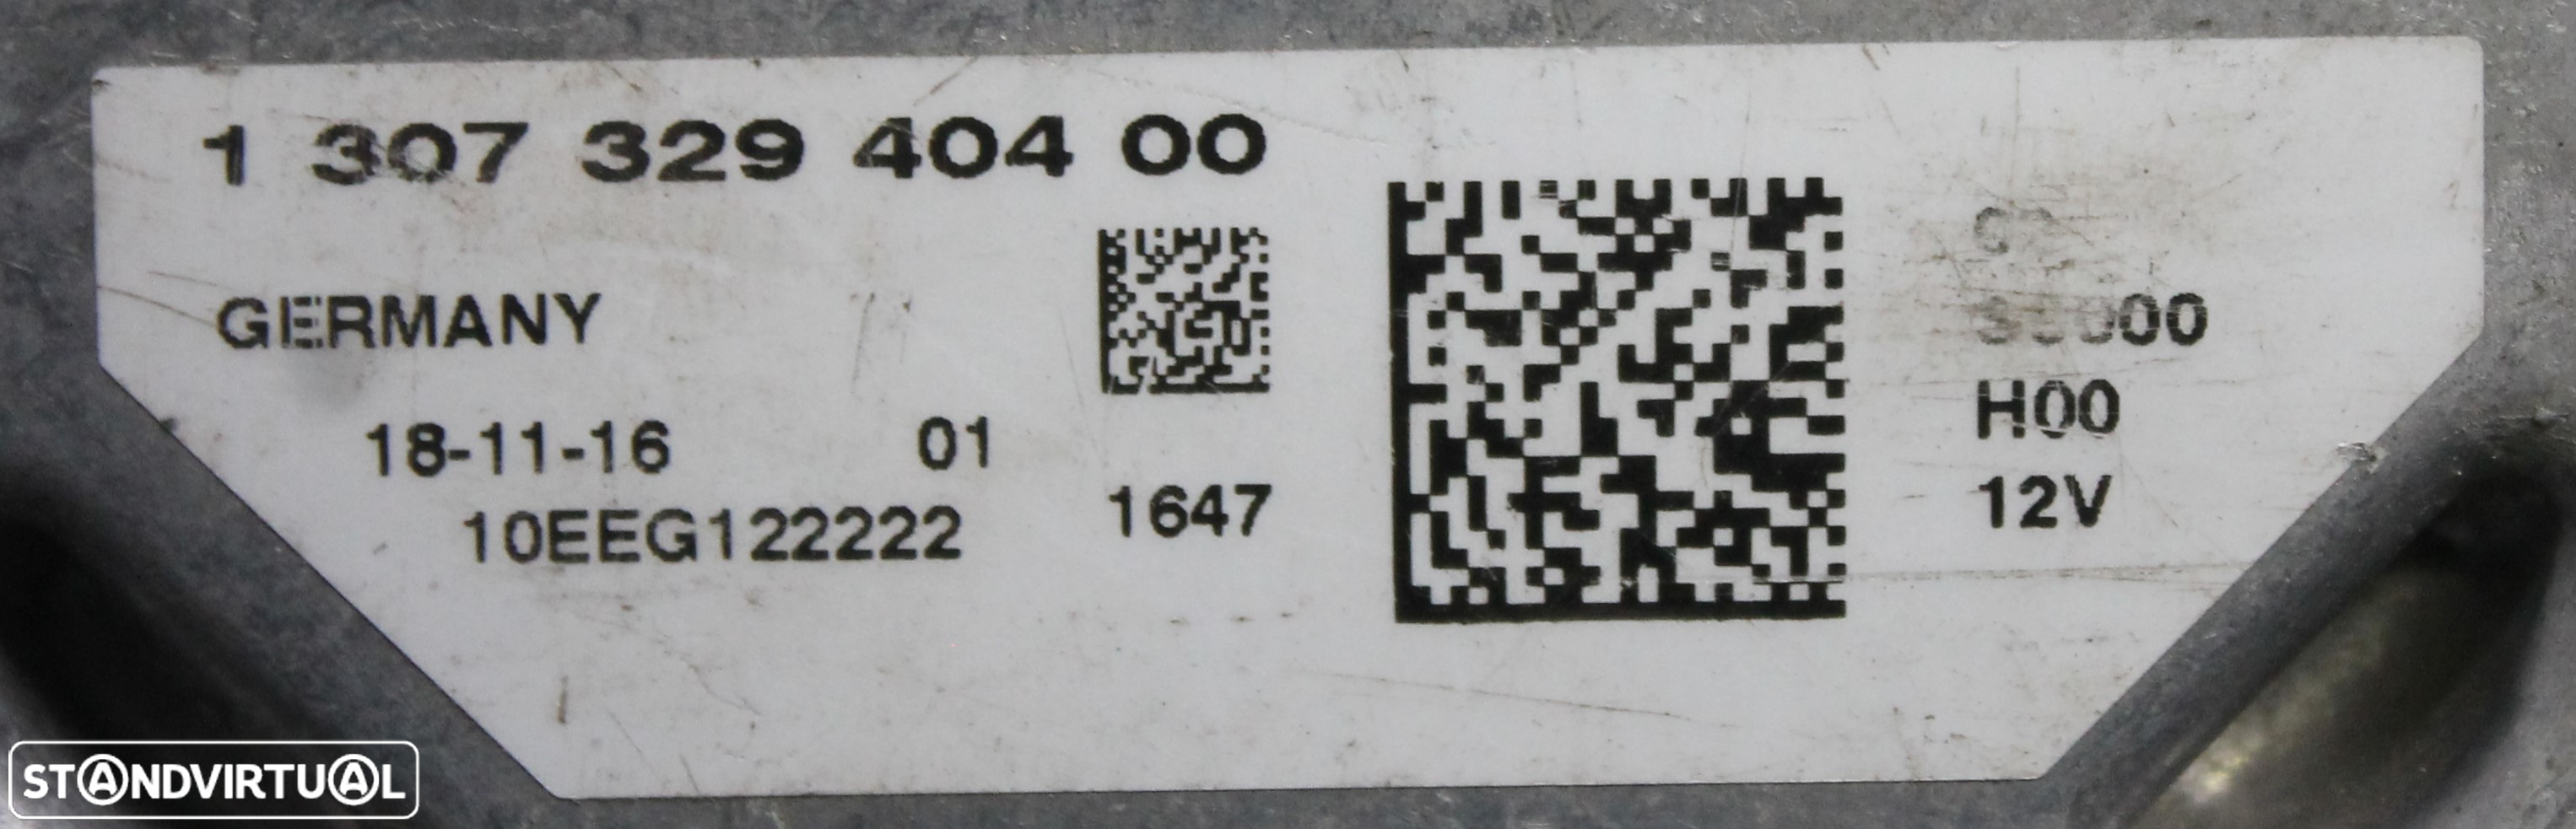 1 307 329 404 00
GERMANY
18-11-16 01
10EEG122222 1647
H00
12V
STANDVIRTUAL